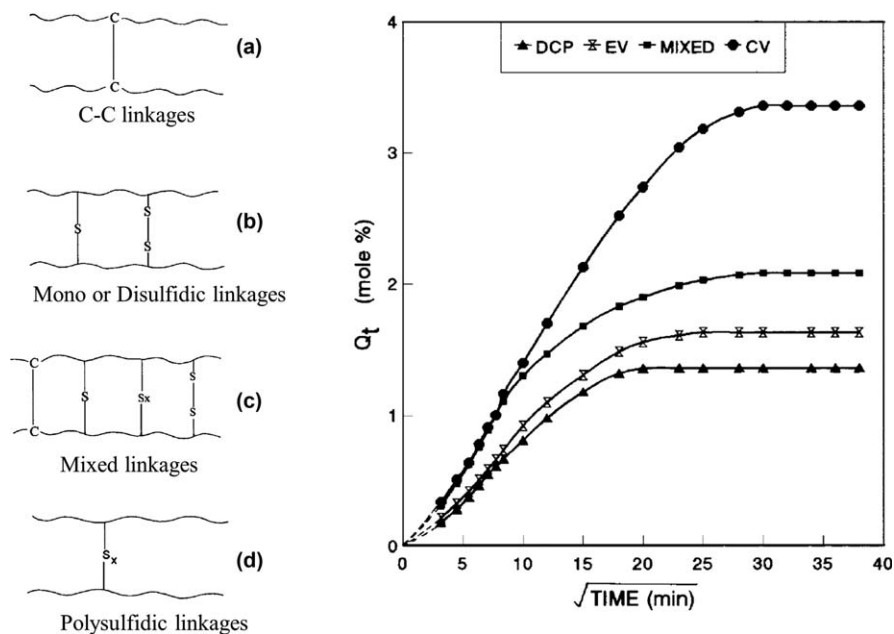 C
(a)
C
C-C linkages
S
S
S
(b)
Mono or Disulfidic linkages
C
S
Sx
S
S
C
(c)
Mixed linkages
Sx
(d)
Polysulfidic linkages
DCP EV MIXED CV
4
3
2
1
0
Qt (mole %)
0 5 10 15 20 25 30 35 40
√TIME (min)